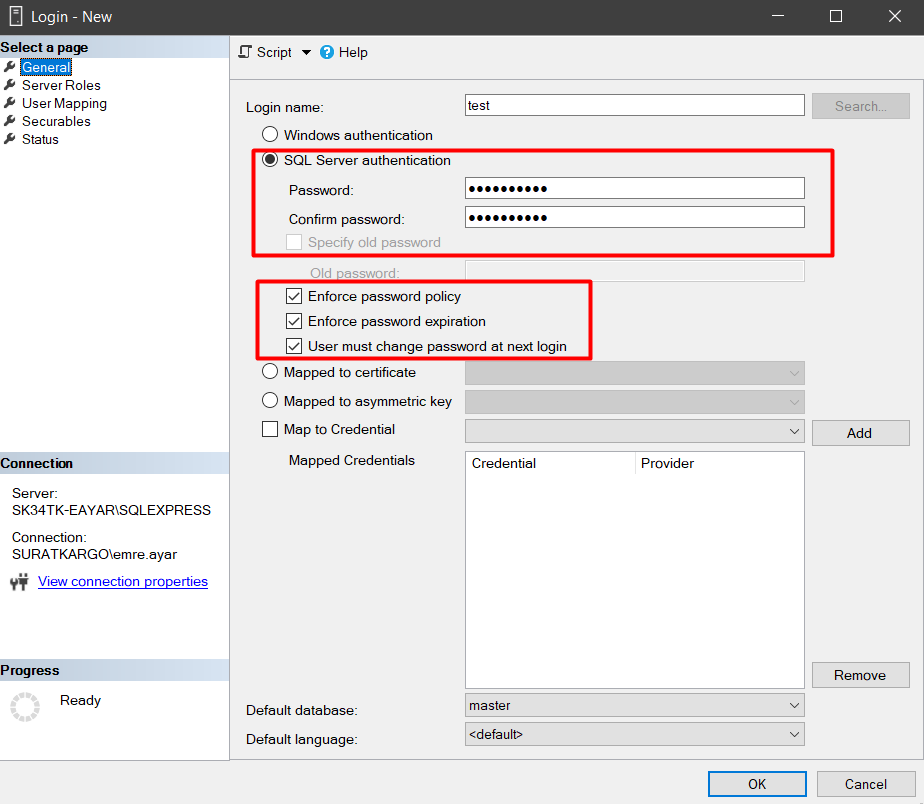 Login - New
Select a page
General
Server Roles
User Mapping
Securables
Status
Connection
Server:
SK34TK-EAYAR\SQLEXPRESS
Connection:
SURATKARGO\emre.ayar
View connection properties
Progress
Ready
Script ? Help
Login name: test Search...
Windows authentication
SQL Server authentication
Password: ●●●●●●●●●●
Confirm password: ●●●●●●●●●●
Specify old password
Old password:
Enforce password policy
Enforce password expiration
User must change password at next login
Mapped to certificate
Mapped to asymmetric key
Map to Credential Add
Mapped Credentials Credential Provider
Remove
Default database: master
Default language: <default>
OK Cancel